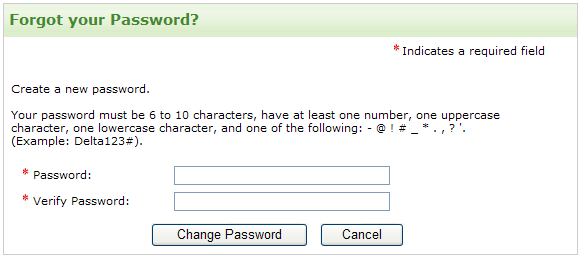 Forgot your Password?
* Indicates a required field
Create a new password.
Your password must be 6 to 10 characters, have at least one number, one uppercase
character, one lowercase character, and one of the following: - @ ! # _ * . , ? '.
(Example: Delta123#).
* Password:
* Verify Password:
Change Password Cancel